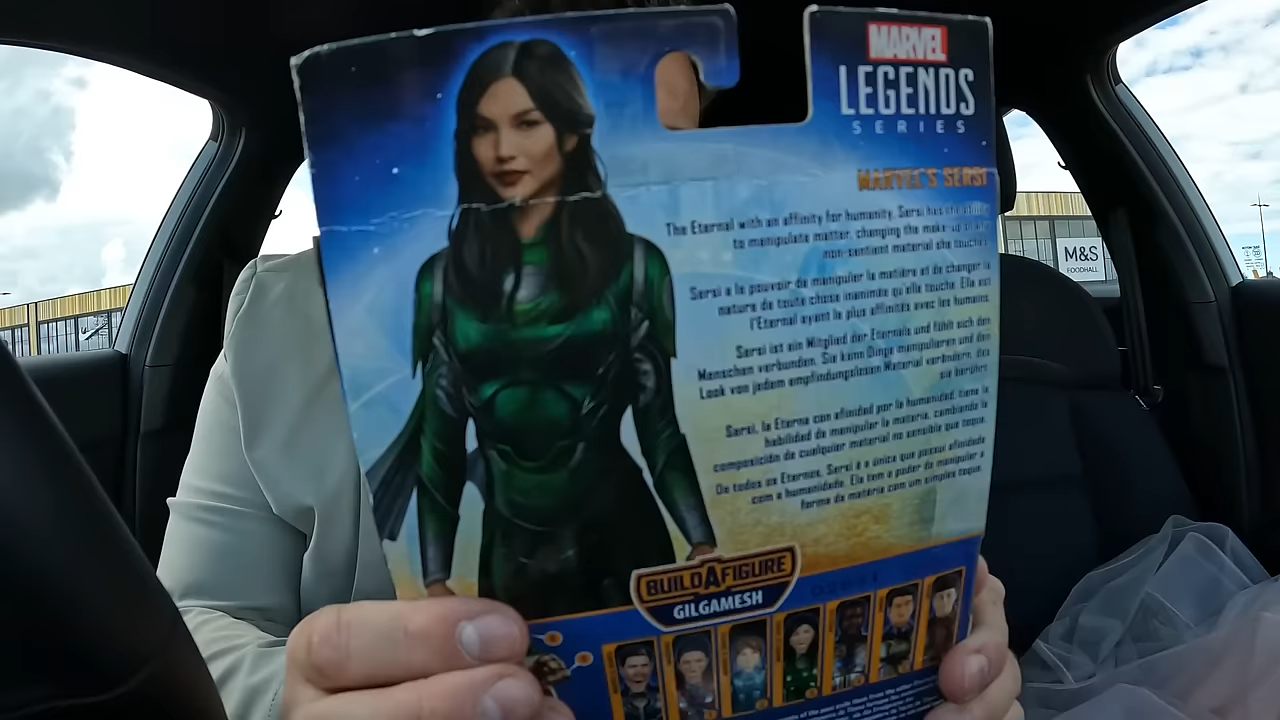 MARVEL
LEGENDS
SERIES
MARVEL'S SERSI
The Eternal with an affinity for humanity, Sersi has the ability
to manipulate matter, changing the make-up of any
non-sentient material she touches.
Sersi a le pouvoir de manipuler la matière et de changer la
nature de toute chose inanimée qu'elle touche. Elle est
l'Eternal ayant le plus d'affinités avec les humains.
Sersi ist ein Mitglied der Eternals und fühlt sich den
Menschen verbunden. Sie kann Dinge manipulieren und den
Look von jedem empfindungslosen Material verändern, das
sie berührt.
Sersi, la Eterna con afinidad por la humanidad, tiene la
habilidad de manipular la materia, cambiando la
composición de cualquier material no sensible que toque.
De todos os Eternos, Sersi é a única que possui afinidade
com a humanidade. Ela tem o poder de manipular a
forma da matéria com um simples toque.
BUILD A FIGURE
GILGAMESH
M&S
FOODHALL